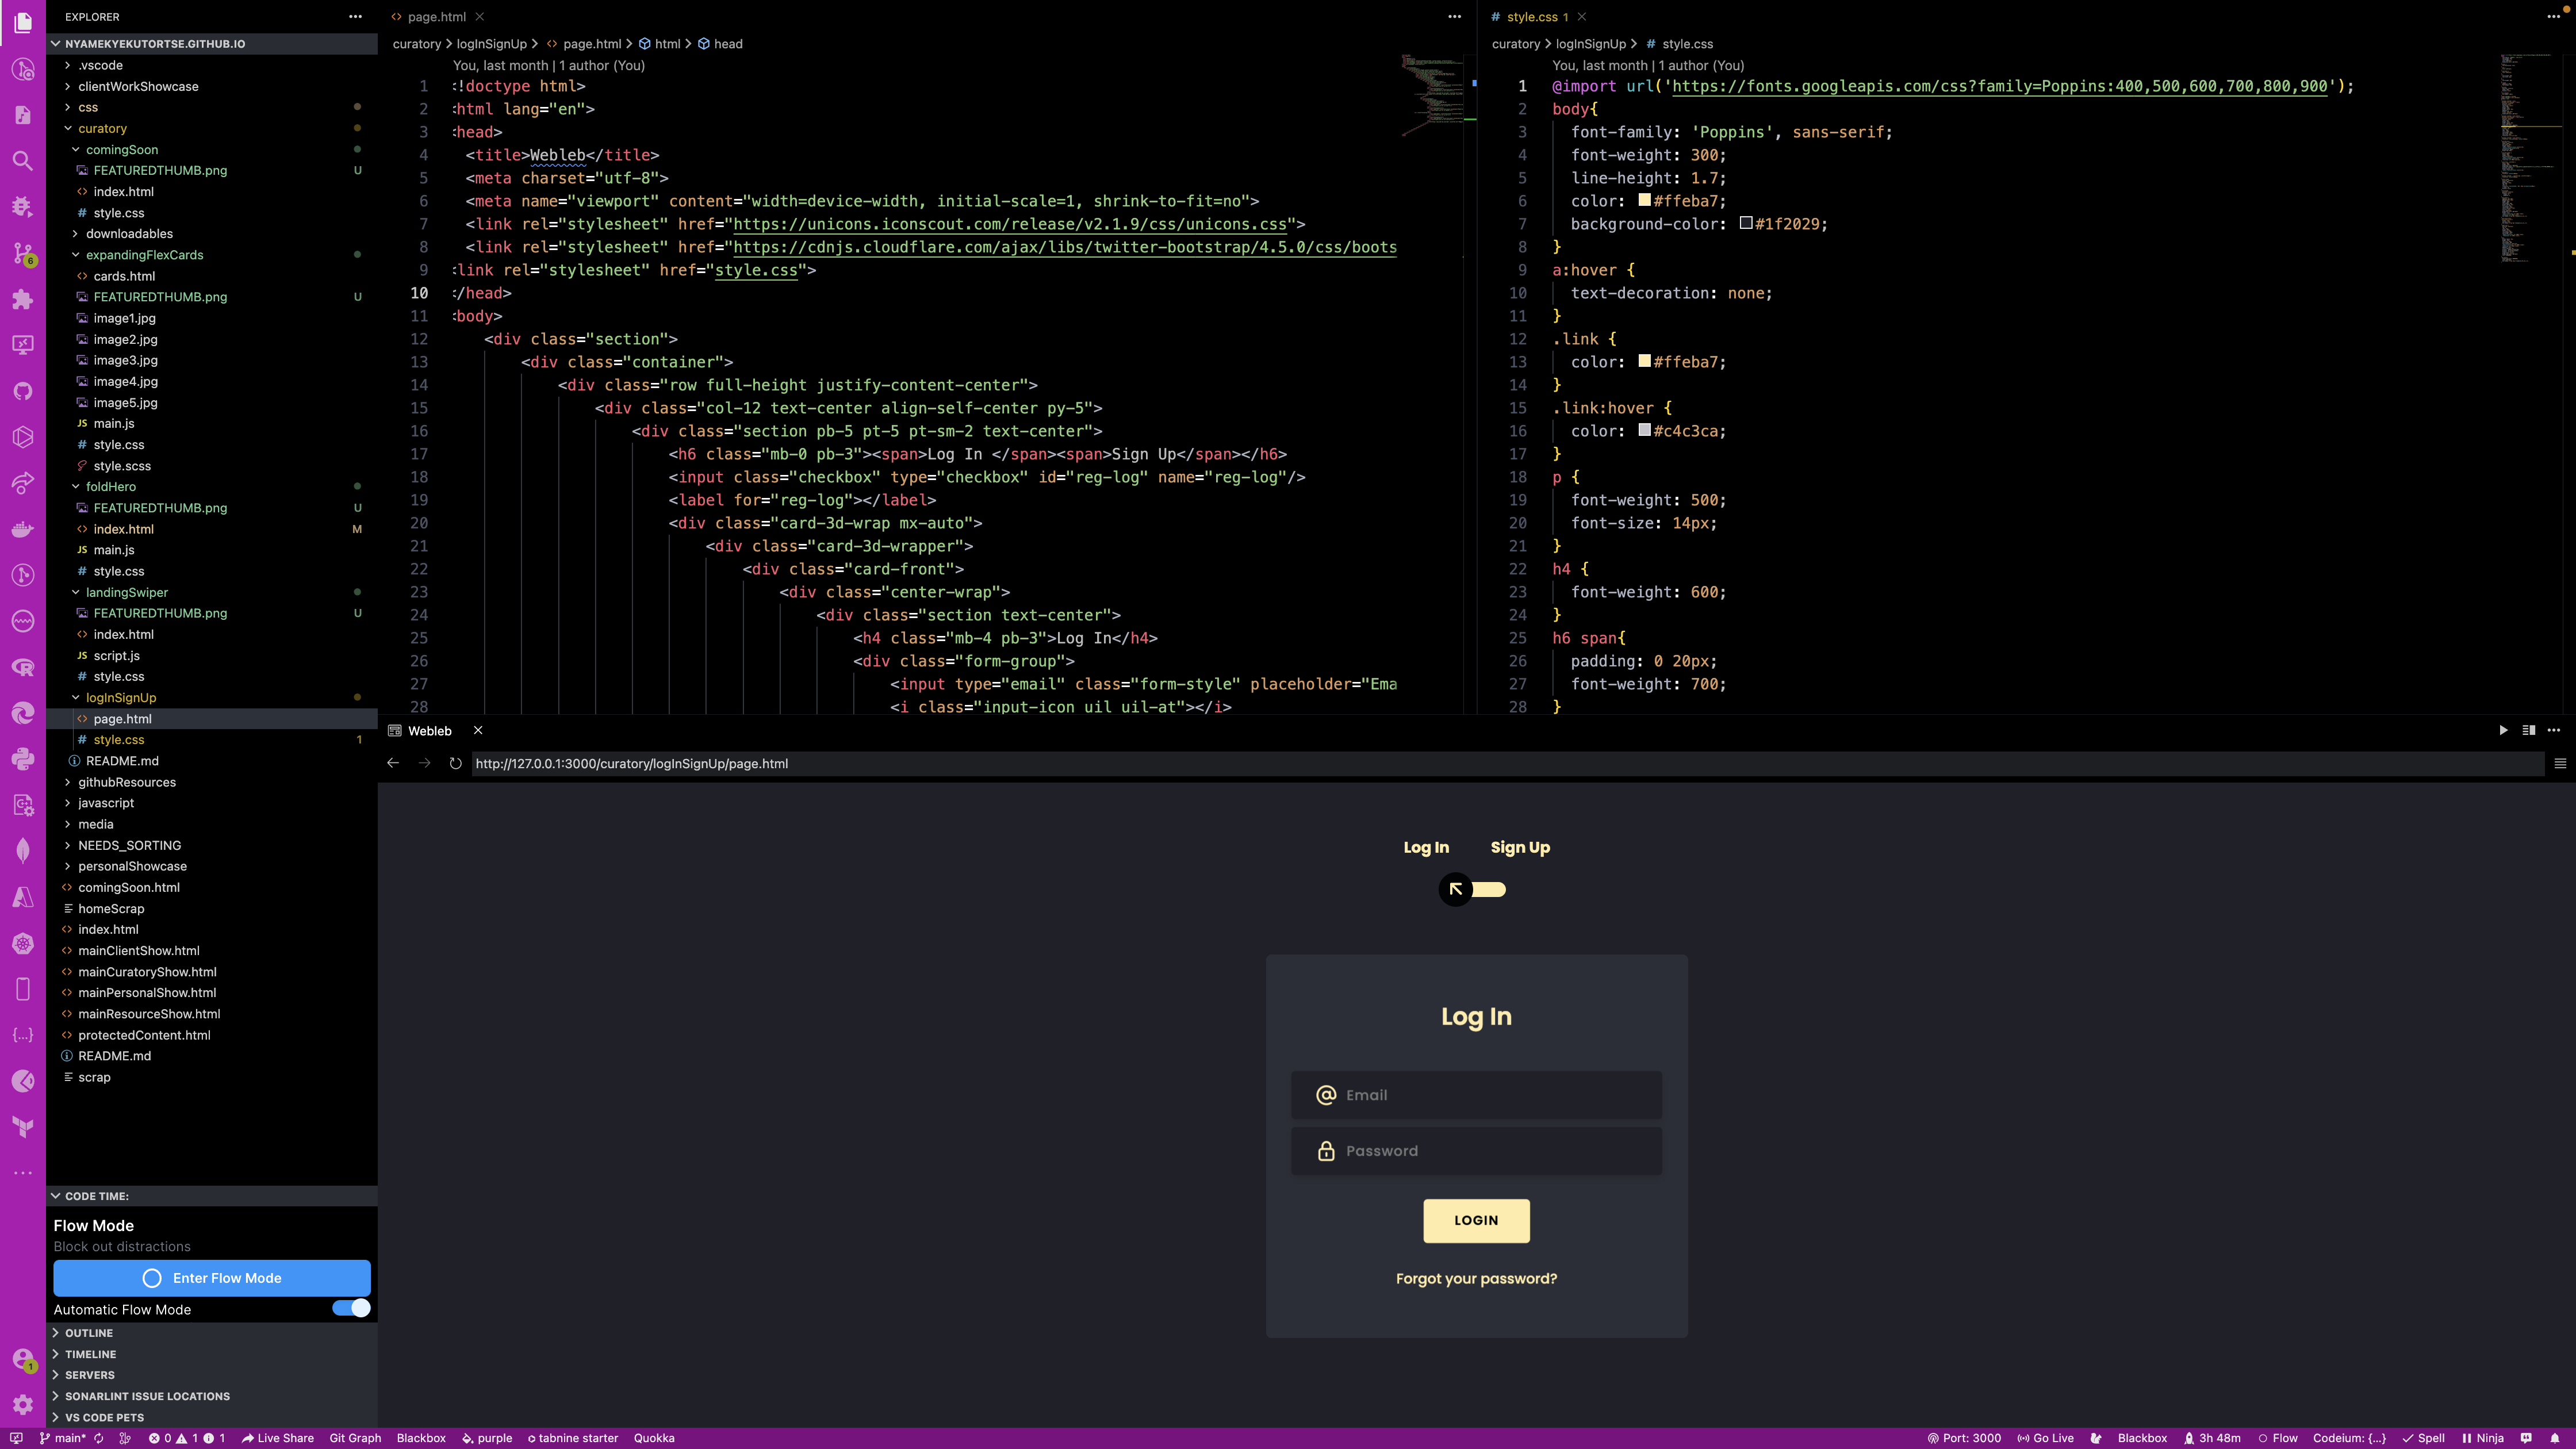 EXPLORER
NYAMEKYEKUTORTSE.GITHUB.IO
.vscode
clientWorkShowcase
css
curatory
comingSoon
FEATUREDTHUMB.png U
index.html
style.css
downloadables
expandingFlexCards
cards.html
FEATUREDTHUMB.png U
image1.jpg
image2.jpg
image3.jpg
image4.jpg
image5.jpg
JS main.js
style.css
style.scss
foldHero
FEATUREDTHUMB.png U
index.html M
JS main.js
style.css
landingSwiper
FEATUREDTHUMB.png U
index.html
JS script.js
style.css
logInSignUp
page.html
style.css 1
README.md
githubResources
javascript
media
NEEDS_SORTING
personalShowcase
comingSoon.html
homeScrap
index.html
mainClientShow.html
mainCuratoryShow.html
mainPersonalShow.html
mainResourceShow.html
protectedContent.html
README.md
scrap
CODE TIME:
Flow Mode
Block out distractions
Enter Flow Mode
Automatic Flow Mode
OUTLINE
TIMELINE
SERVERS
SONARLINT ISSUE LOCATIONS
VS CODE PETS
6
1
page.html
curatory > logInSignUp > page.html > html > head
You, last month | 1 author (You)
1 <!doctype html>
2 <html lang="en">
3 <head>
4 <title>Webleb</title>
5 <meta charset="utf-8">
6 <meta name="viewport" content="width=device-width, initial-scale=1, shrink-to-fit=no">
7 <link rel="stylesheet" href="https://unicons.iconscout.com/release/v2.1.9/css/unicons.css">
8 <link rel="stylesheet" href="https://cdnjs.cloudflare.com/ajax/libs/twitter-bootstrap/4.5.0/css/boots
9 <link rel="stylesheet" href="style.css">
10 </head>
11 <body>
12 <div class="section">
13 <div class="container">
14 <div class="row full-height justify-content-center">
15 <div class="col-12 text-center align-self-center py-5">
16 <div class="section pb-5 pt-5 pt-sm-2 text-center">
17 <h6 class="mb-0 pb-3"><span>Log In </span><span>Sign Up</span></h6>
18 <input class="checkbox" type="checkbox" id="reg-log" name="reg-log"/>
19 <label for="reg-log"></label>
20 <div class="card-3d-wrap mx-auto">
21 <div class="card-3d-wrapper">
22 <div class="card-front">
23 <div class="center-wrap">
24 <div class="section text-center">
25 <h4 class="mb-4 pb-3">Log In</h4>
26 <div class="form-group">
27 <input type="email" class="form-style" placeholder="Ema
28 <i class="input-icon uil uil-at"></i>
# style.css 1
curatory > logInSignUp > # style.css
You, last month | 1 author (You)
1 @import url('https://fonts.googleapis.com/css?family=Poppins:400,500,600,700,800,900');
2 body{
3 font-family: 'Poppins', sans-serif;
4 font-weight: 300;
5 line-height: 1.7;
6 color: #ffeba7;
7 background-color: #1f2029;
8 }
9 a:hover {
10 text-decoration: none;
11 }
12 .link {
13 color: #ffeba7;
14 }
15 .link:hover {
16 color: #c4c3ca;
17 }
18 p {
19 font-weight: 500;
20 font-size: 14px;
21 }
22 h4 {
23 font-weight: 600;
24 }
25 h6 span{
26 padding: 0 20px;
27 font-weight: 700;
28 }
Webleb
http://127.0.0.1:3000/curatory/logInSignUp/page.html
Log In Sign Up
Log In
Email
Password
LOGIN
Forgot your password?
main* 0 1 1 Live Share Git Graph Blackbox purple tabnine starter Quokka
Port: 3000 Go Live Blackbox 3h 48m Flow Codeium: {...} Spell Ninja